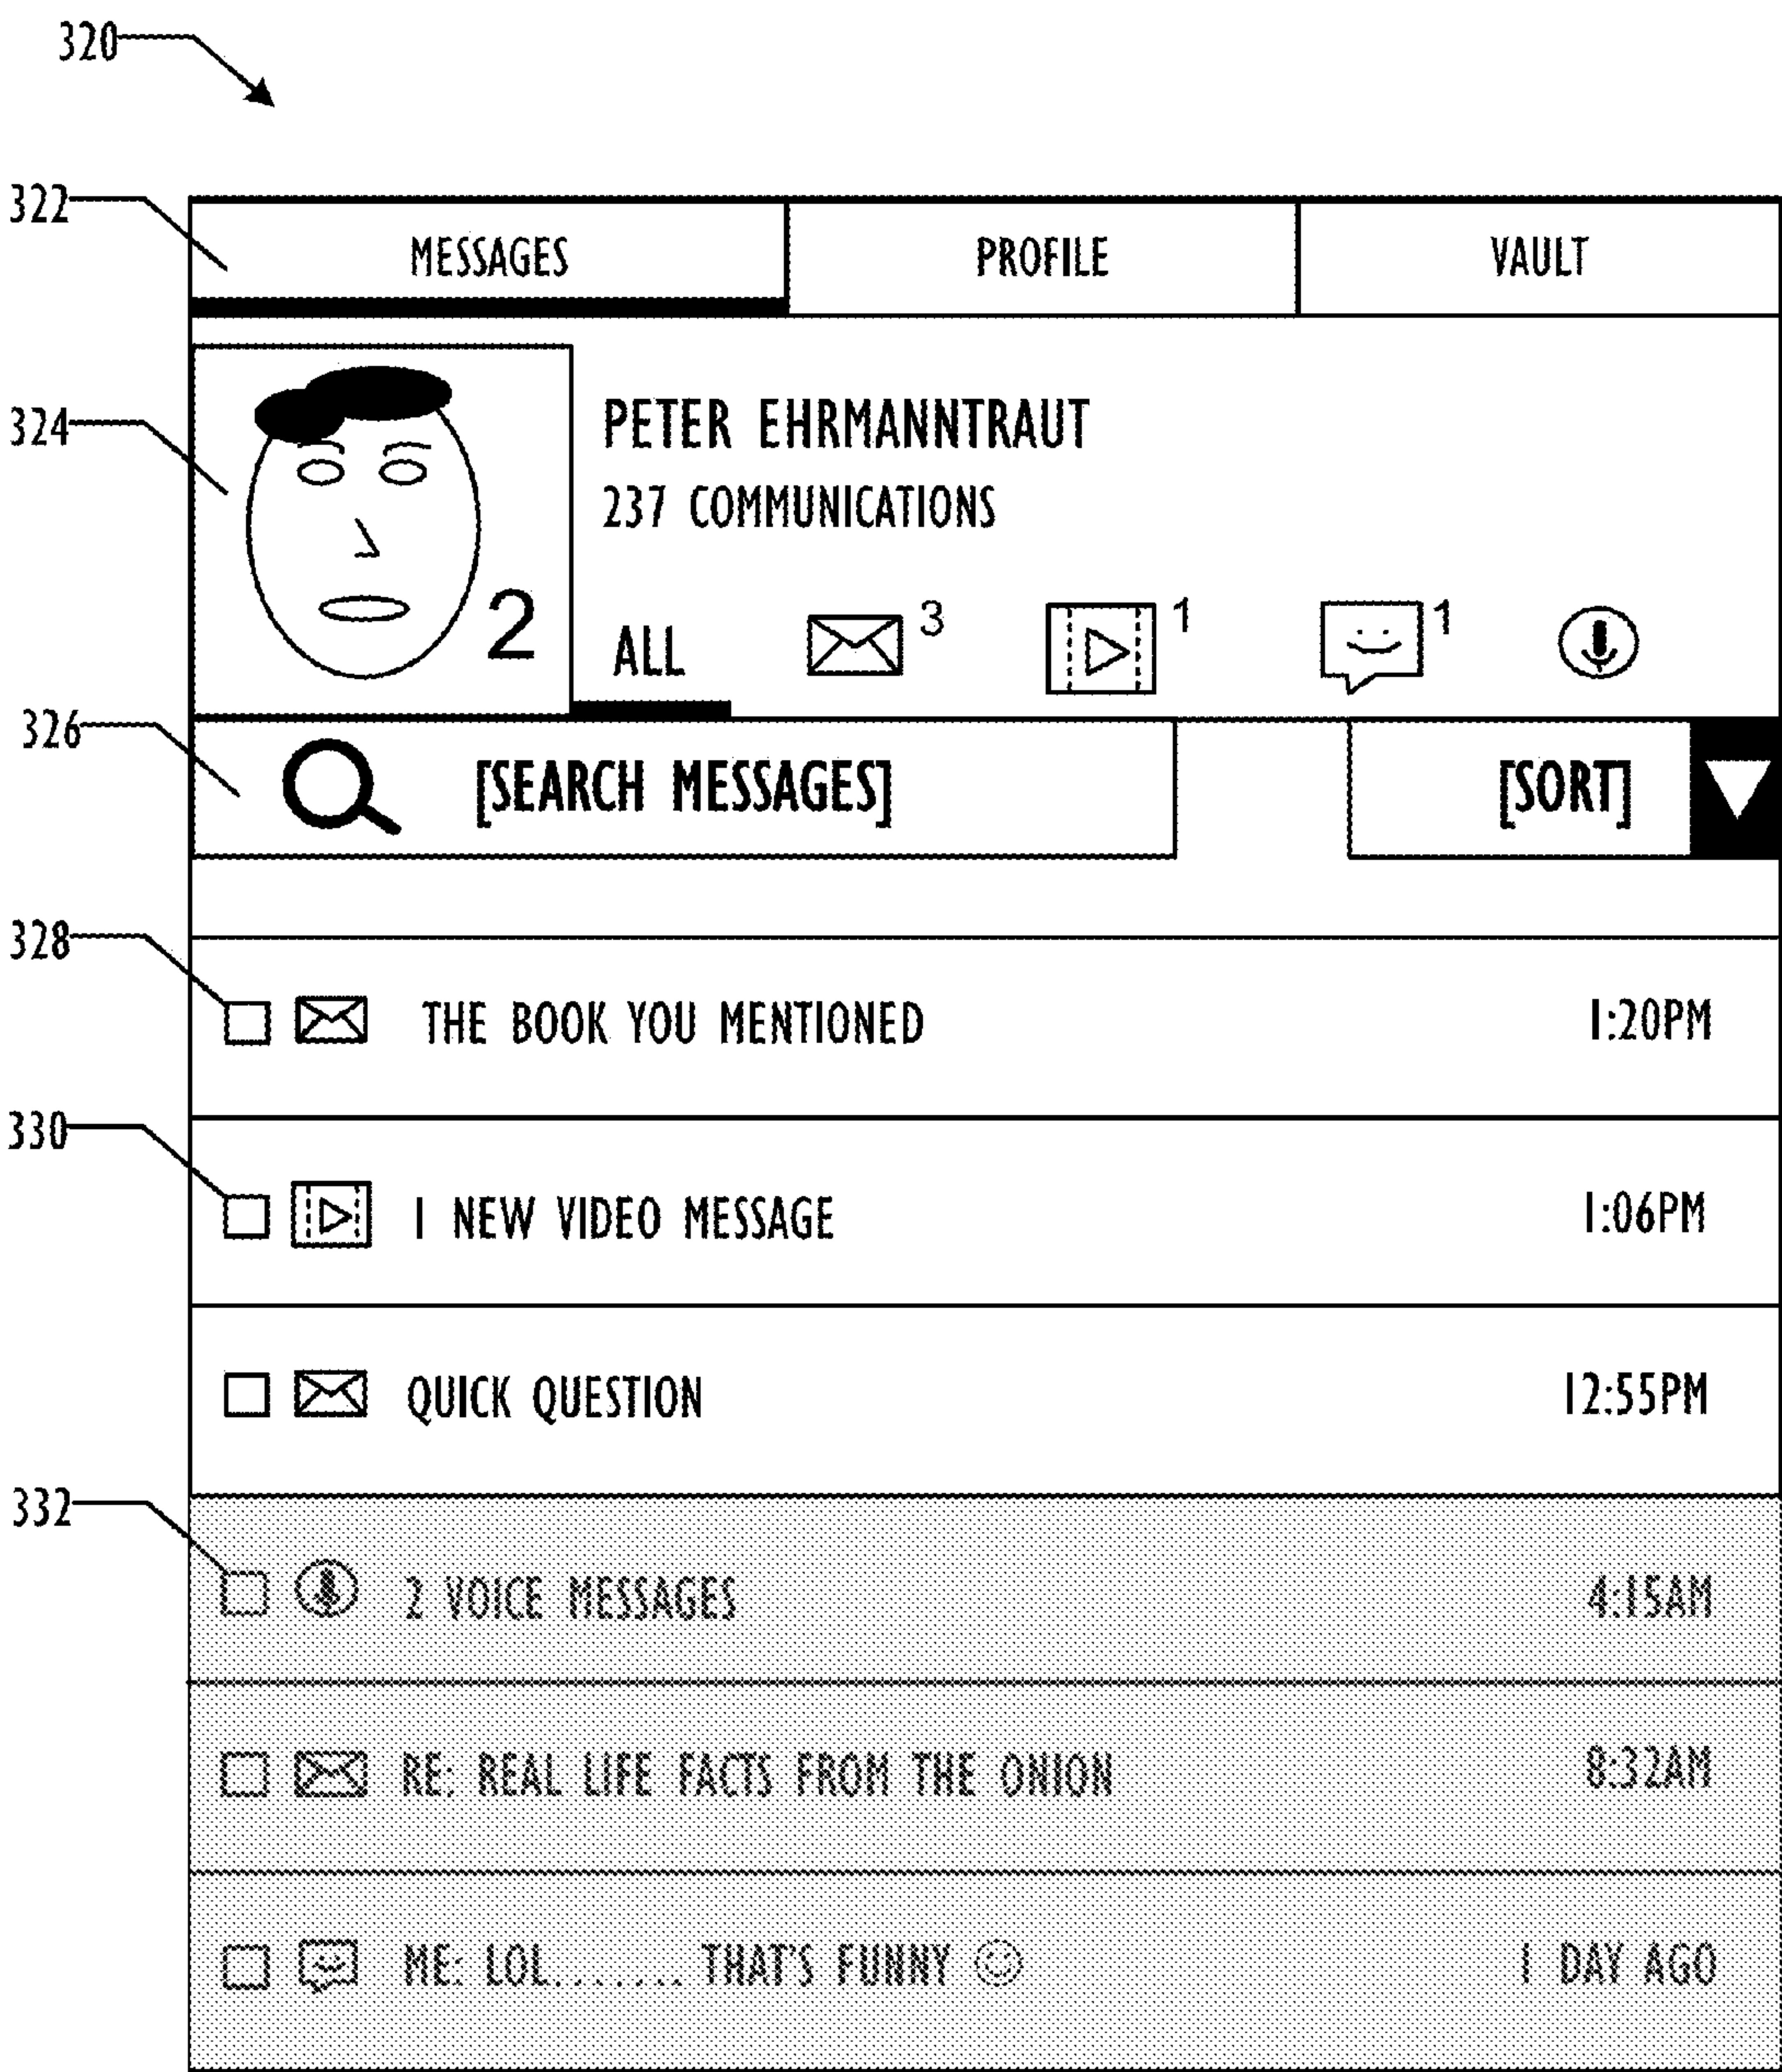 320
322
MESSAGES PROFILE VAULT
324
PETER EHRMANNTRAUT
237 COMMUNICATIONS
2 ALL 3 1 1
326
[SEARCH MESSAGES] [SORT]
328
THE BOOK YOU MENTIONED 1:20PM
330
1 NEW VIDEO MESSAGE 1:06PM
QUICK QUESTION 12:55PM
332
2 VOICE MESSAGES 4:15AM
RE: REAL LIFE FACTS FROM THE ONION 8:32AM
ME: LOL....... THAT'S FUNNY ☺ 1 DAY AGO